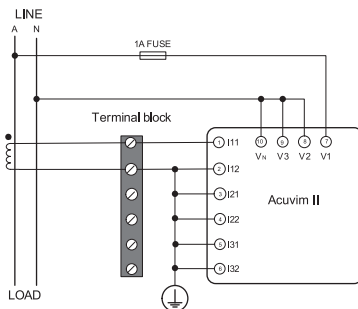 LINE
A N
1A FUSE
Terminal block
10 9 8 7
VN V3 V2 V1
1 I11
2 I12
3 I21
4 I22
5 I31
6 I32
Acuvim II
LOAD